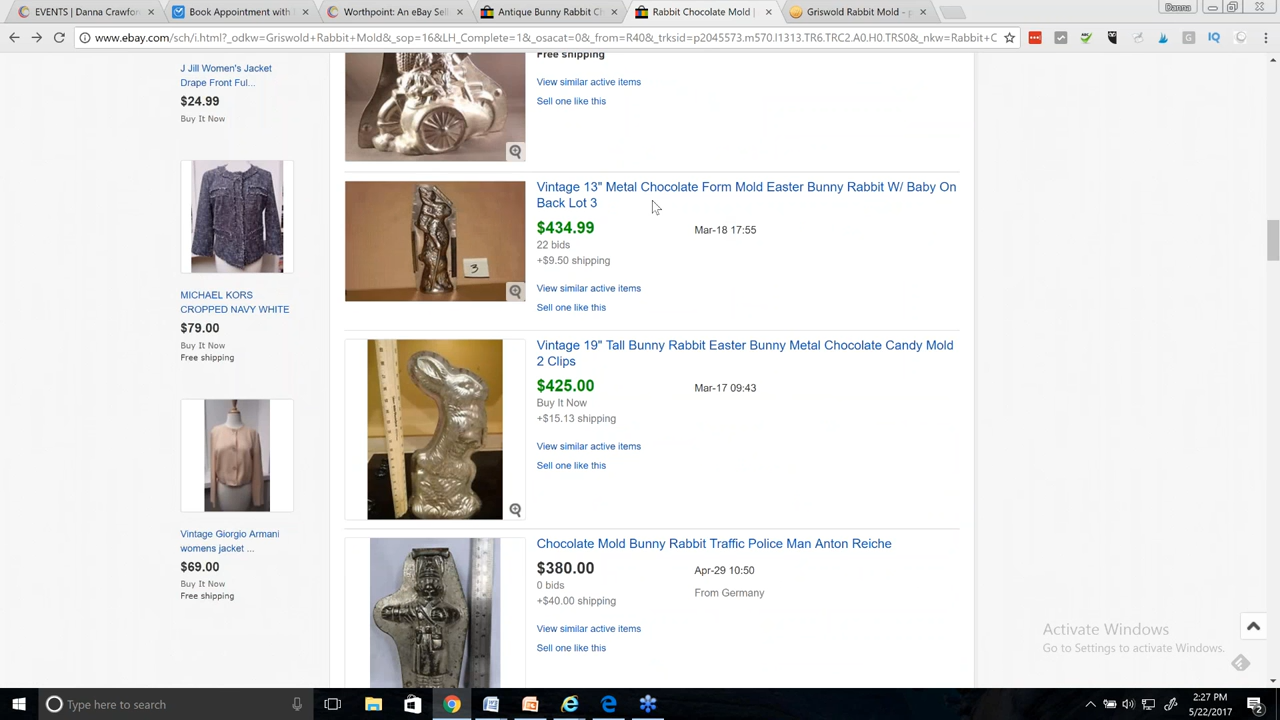 EVENTS | Danna Crawfor
Book Appointment with
Worthpoint: An eBay Sel
Antique Bunny Rabbit C
Rabbit Chocolate Mold |
Griswold Rabbit Mold -
Danna
www.ebay.com/sch/i.html?_odkw=Griswold+Rabbit+Mold&_sop=16&LH_Complete=1&_osacat=0&_from=R40&_trksid=p2045573.m570.l1313.TR6.TRC2.A0.H0.TRS0&_nkw=Rabbit+C
J Jill Women's Jacket
Drape Front Ful...
$24.99
Buy It Now
MICHAEL KORS
CROPPED NAVY WHITE
$79.00
Buy It Now
Free shipping
Vintage Giorgio Armani
womens jacket ...
$69.00
Buy It Now
Free shipping
Free shipping
View similar active items
Sell one like this
3
Vintage 13" Metal Chocolate Form Mold Easter Bunny Rabbit W/ Baby On
Back Lot 3
$434.99
Mar-18 17:55
22 bids
+$9.50 shipping
View similar active items
Sell one like this
Vintage 19" Tall Bunny Rabbit Easter Bunny Metal Chocolate Candy Mold
2 Clips
$425.00
Mar-17 09:43
Buy It Now
+$15.13 shipping
View similar active items
Sell one like this
Chocolate Mold Bunny Rabbit Traffic Police Man Anton Reiche
$380.00
Apr-29 10:50
0 bids
From Germany
+$40.00 shipping
View similar active items
Sell one like this
Activate Windows
Go to Settings to activate Windows.
Type here to search
2:27 PM
5/22/2017